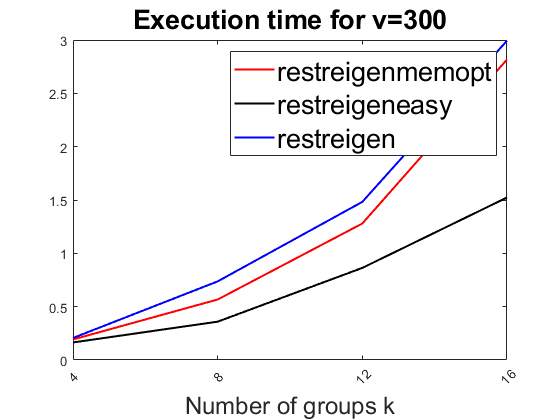 Execution time for v=300
3
2.5
2
1.5
1
0.5
0
restreigenmemopt
restreigeneasy
restreigen
4
8
12
16
Number of groups k